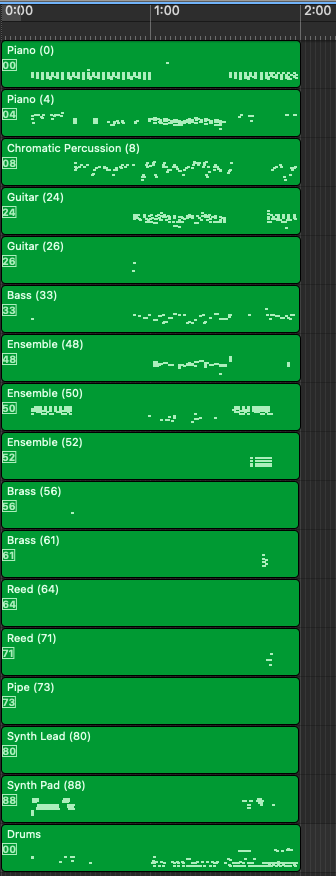 0:00 1:00 2:00
Piano (0)
00
Piano (4)
04
Chromatic Percussion (8)
08
Guitar (24)
24
Guitar (26)
26
Bass (33)
33
Ensemble (48)
48
Ensemble (50)
50
Ensemble (52)
52
Brass (56)
56
Brass (61)
61
Reed (64)
64
Reed (71)
71
Pipe (73)
73
Synth Lead (80)
80
Synth Pad (88)
88
Drums
00